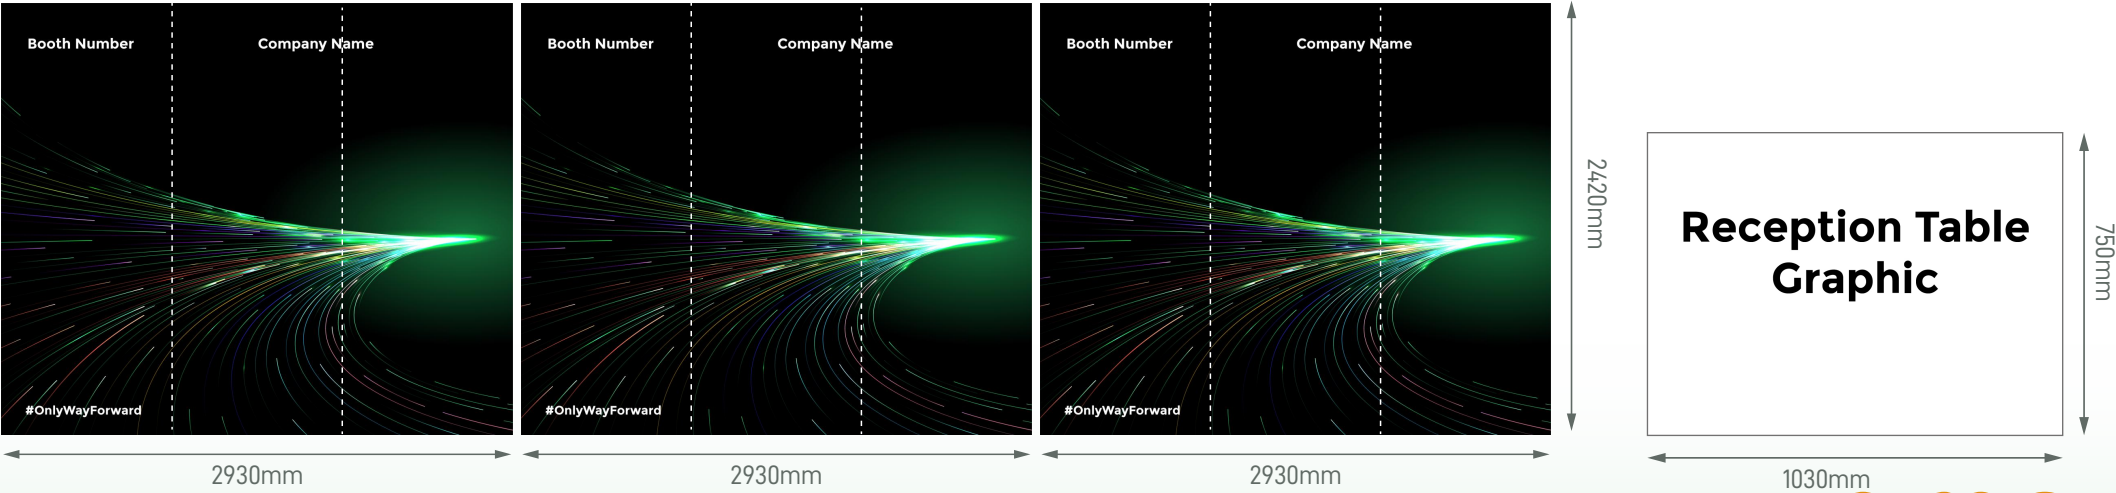 Booth Number
Company Name
#OnlyWayForward
2930mm
Booth Number
Company Name
#OnlyWayForward
2930mm
Booth Number
Company Name
#OnlyWayForward
2930mm
2420mm
Reception Table
Graphic
750mm
1030mm